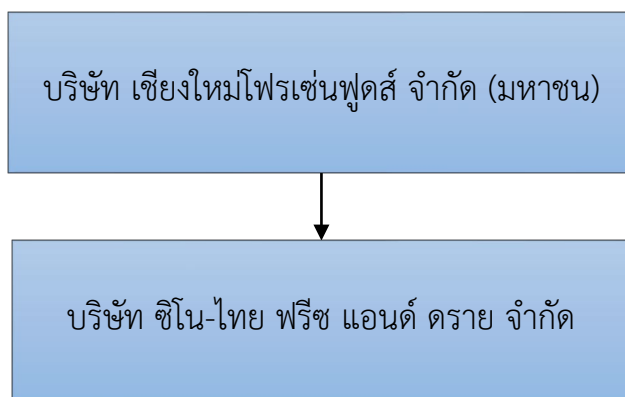 บริษัท เชียงใหม่โฟรเซ่นฟูดส์ จำกัด (มหาชน)
บริษัท ซิโน-ไทย ฟรีซ แอนด์ ดราย จำกัด